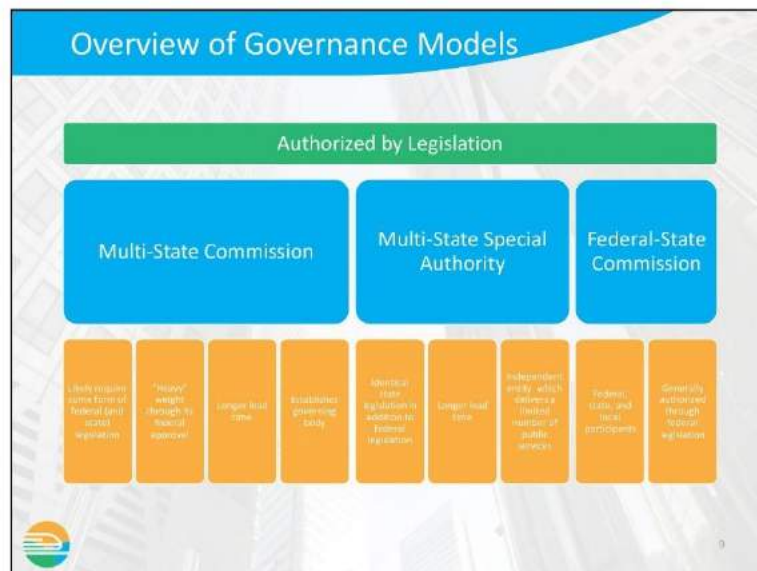 Overview of Governance Models
Authorized by Legislation
Multi-State Commission
Multi-State Special
Authority
Federal-State
Commission
Likely require
some form of
federal (and
state)
legislation
"Heavy"
weight
through its
federal
approval
Longer lead
time
Establishes
governing
body
Identical
state
legislation in
addition to
federal
legislation
Longer lead
time
Independent
entity which
delivers a
limited
number of
public
services
Federal,
state, and
local
participants
Generally
authorized
through
federal
legislation
9